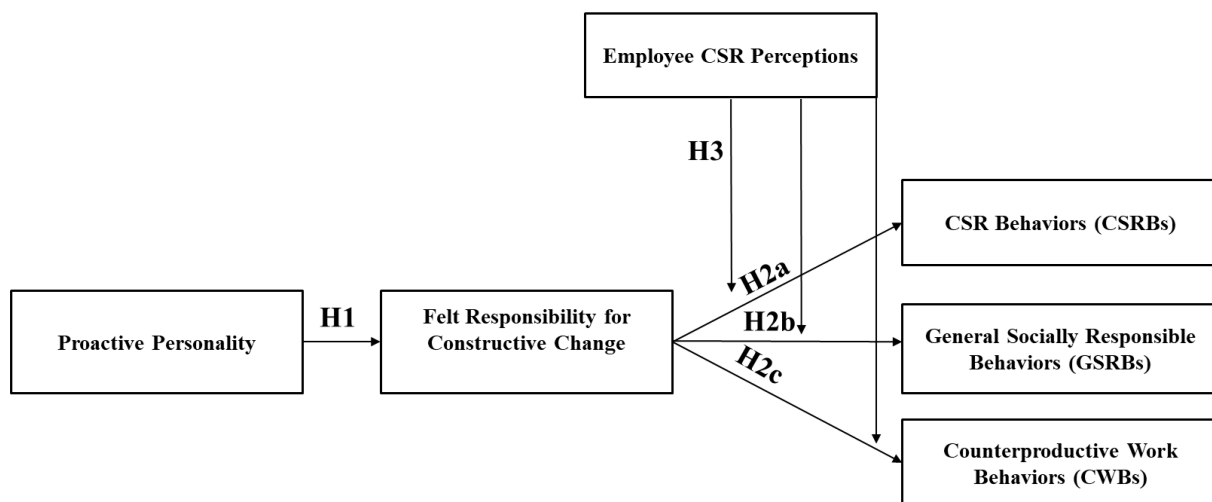 Employee CSR Perceptions
H3
CSR Behaviors (CSRBs)
H2a
H1
Proactive Personality
Felt Responsibility for
Constructive Change
H2b
General Socially Responsible
Behaviors (GSRBs)
H2c
Counterproductive Work
Behaviors (CWBs)